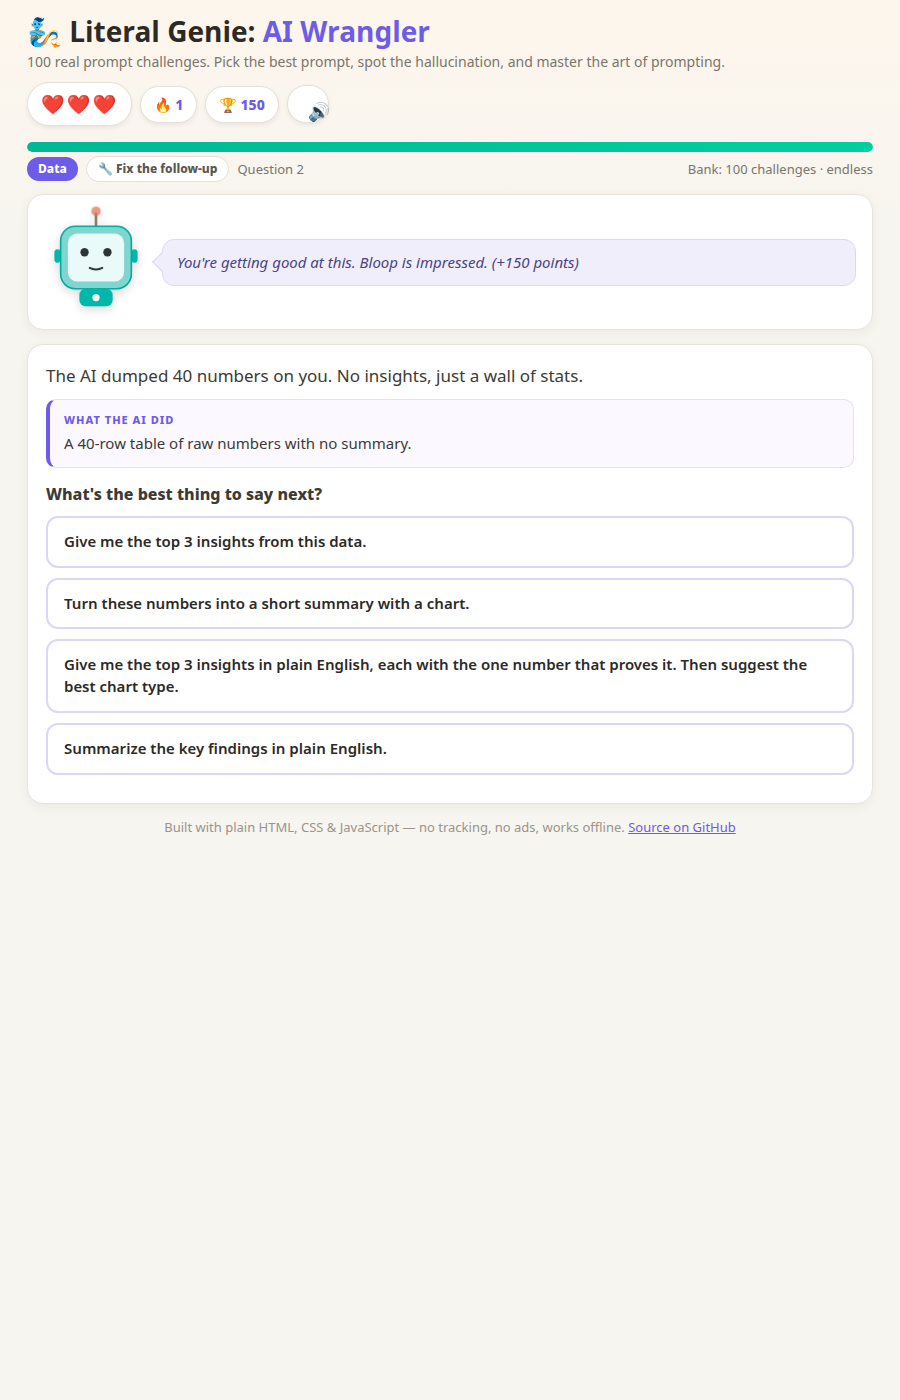 Literal Genie: AI Wrangler
100 real prompt challenges. Pick the best prompt, spot the hallucination, and master the art of prompting.
1
150
Data
Fix the follow-up
Question 2
Bank: 100 challenges · endless
You're getting good at this. Bloop is impressed. (+150 points)
The AI dumped 40 numbers on you. No insights, just a wall of stats.
WHAT THE AI DID
A 40-row table of raw numbers with no summary.
What's the best thing to say next?
Give me the top 3 insights from this data.
Turn these numbers into a short summary with a chart.
Give me the top 3 insights in plain English, each with the one number that proves it. Then suggest the
best chart type.
Summarize the key findings in plain English.
Built with plain HTML, CSS & JavaScript — no tracking, no ads, works offline. Source on GitHub